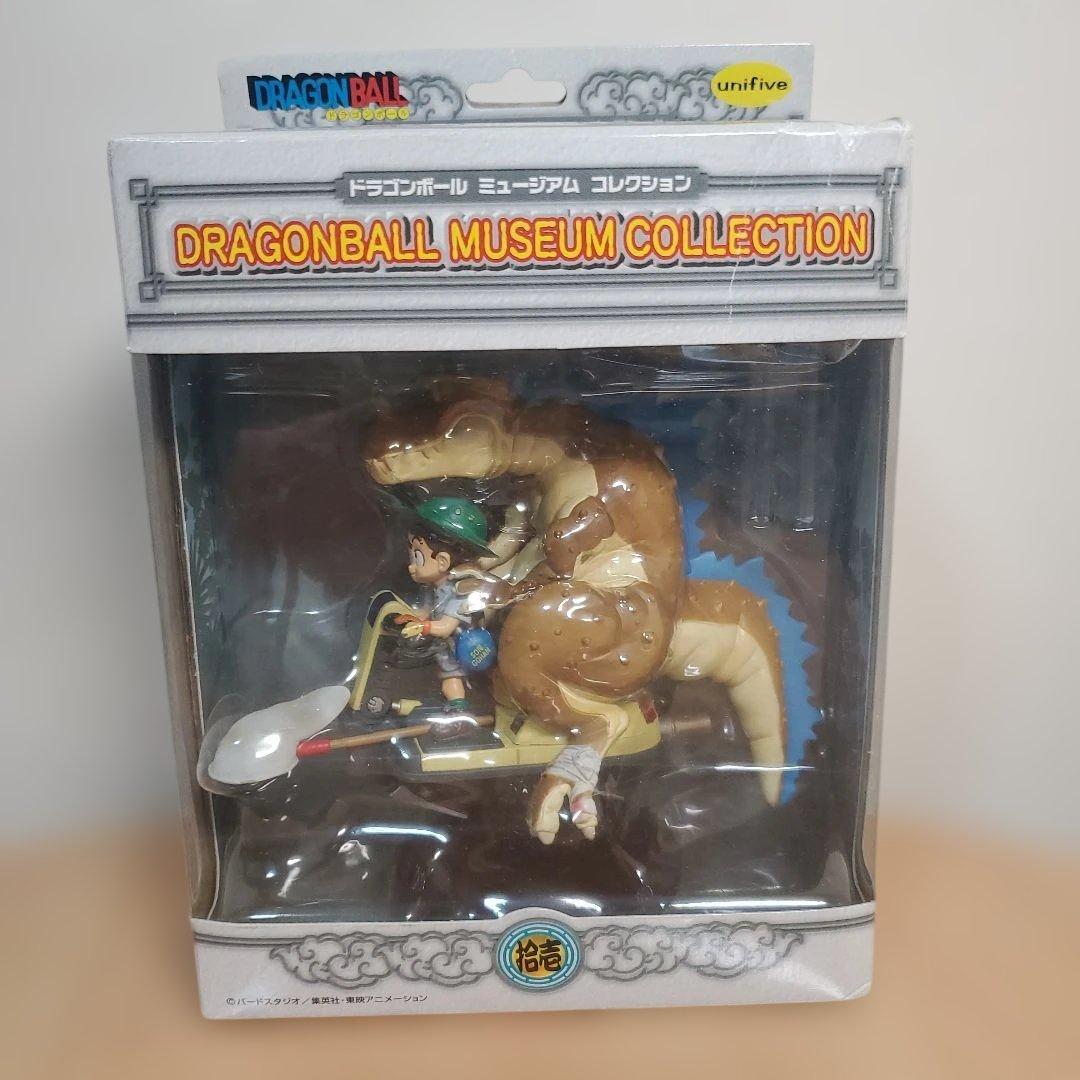 DRAGONBALL
ドラゴンボール
unifive
ドラゴンボール ミュージアム コレクション
DRAGONBALL MUSEUM COLLECTION
SON
GOHAN
拾壱
©バードスタジオ/集英社・東映アニメーション